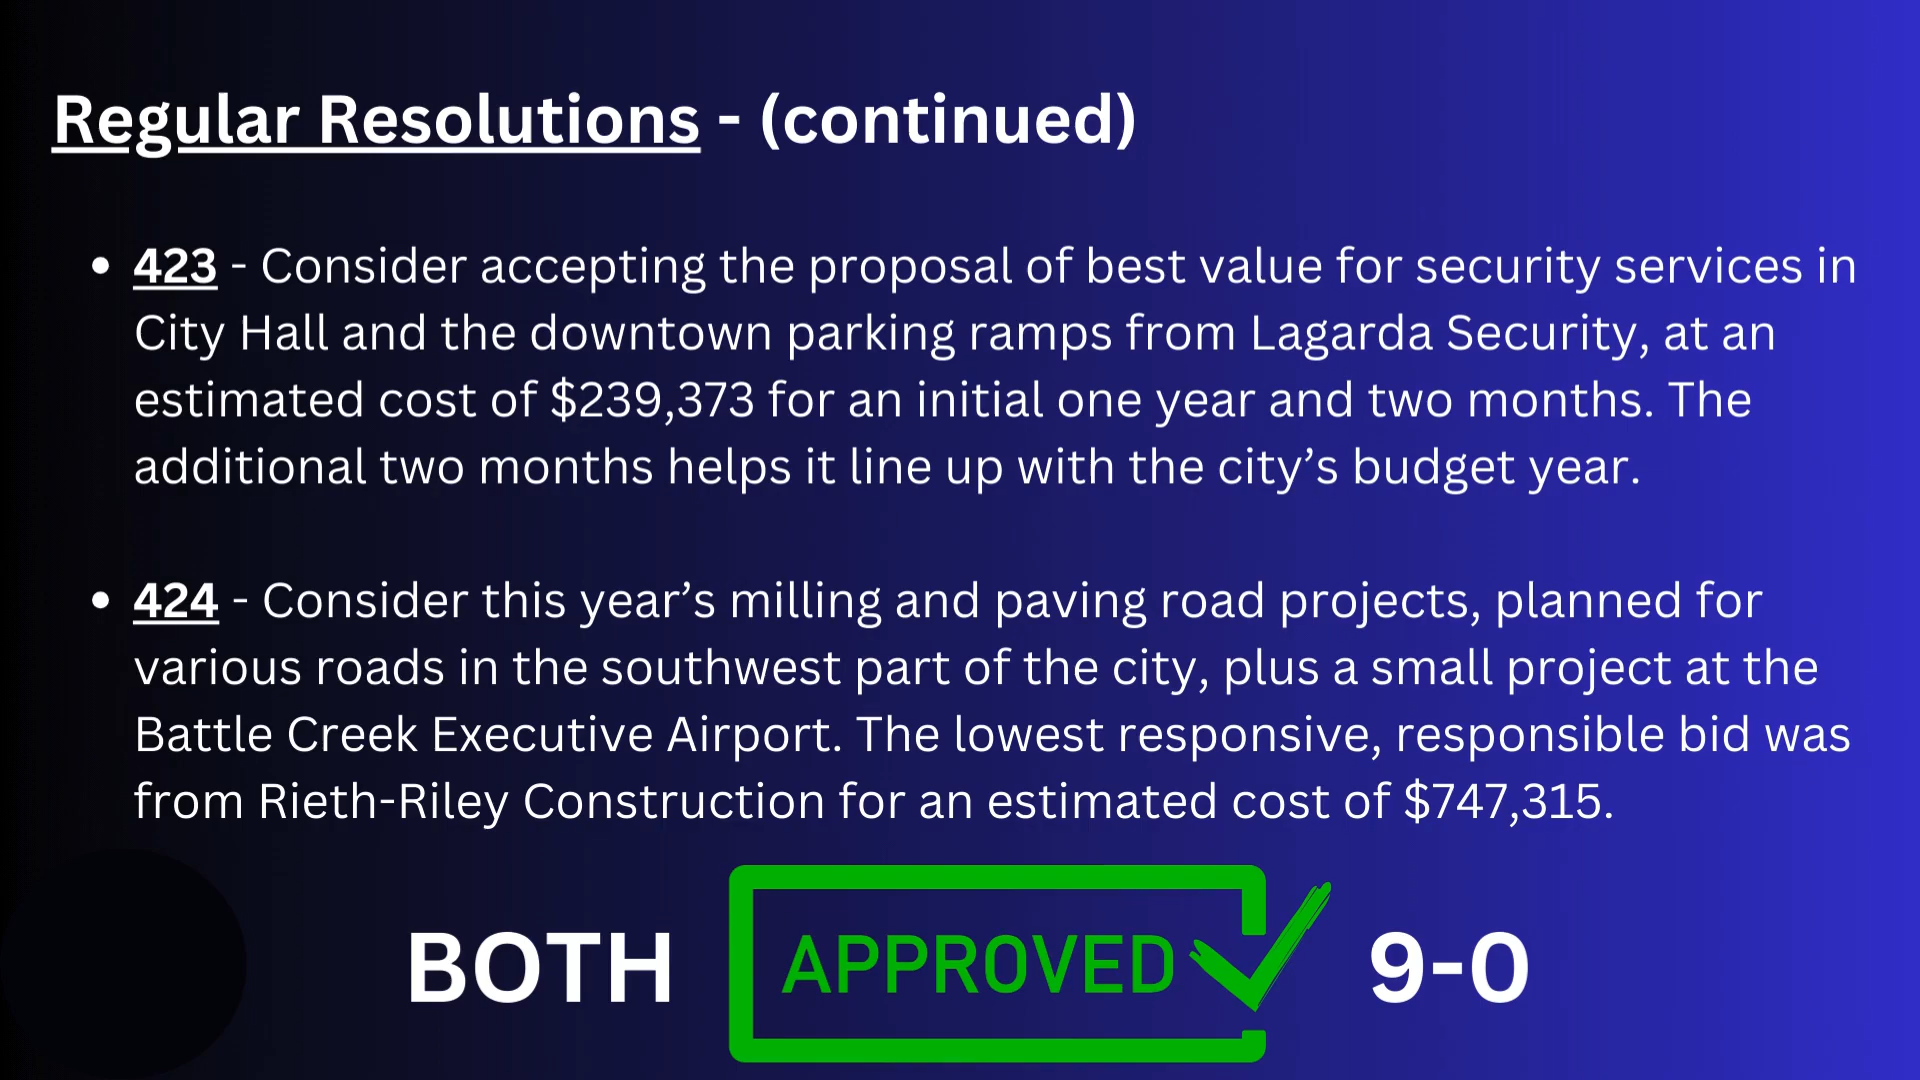 Regular Resolutions - (continued)
• 423 - Consider accepting the proposal of best value for security services in
City Hall and the downtown parking ramps from Lagarda Security, at an
estimated cost of $239,373 for an initial one year and two months. The
additional two months helps it line up with the city’s budget year.
• 424 - Consider this year’s milling and paving road projects, planned for
various roads in the southwest part of the city, plus a small project at the
Battle Creek Executive Airport. The lowest responsive, responsible bid was
from Rieth-Riley Construction for an estimated cost of $747,315.
BOTH APPROVED 9-0